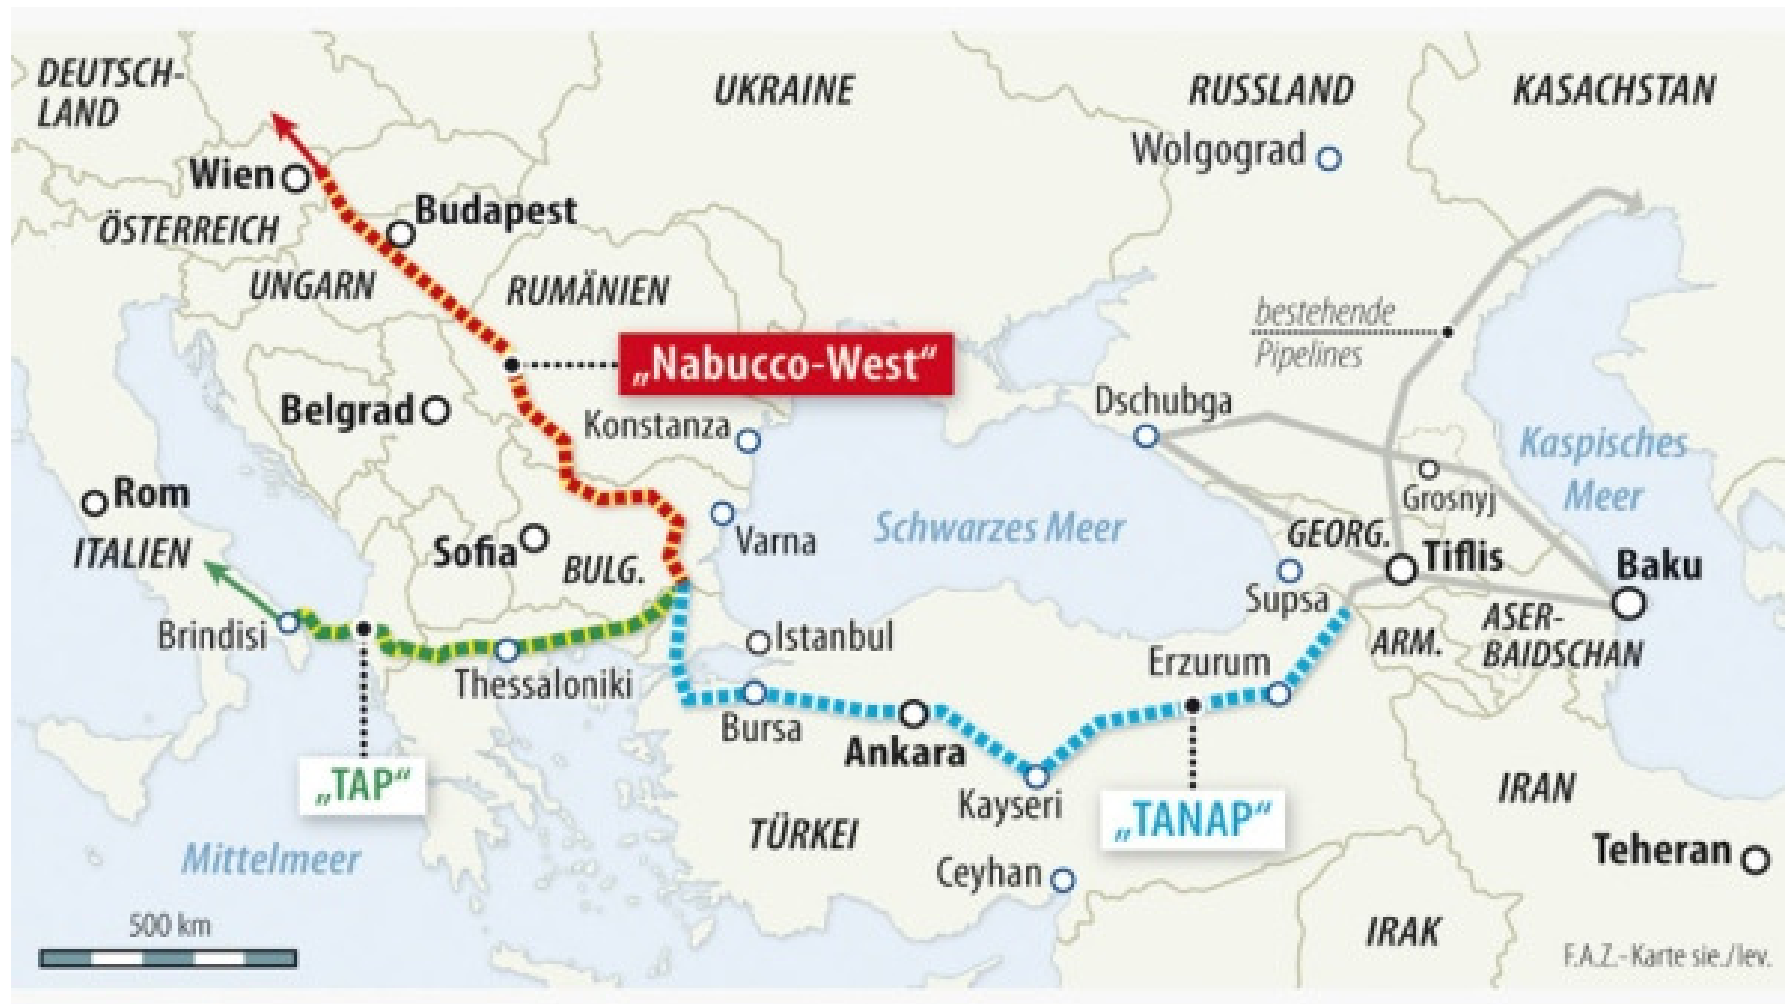 DEUTSCH-
LAND
UKRAINE
RUSSLAND
KASACHSTAN
Wolgograd
Wien
Budapest
ÖSTERREICH
UNGARN
RUMÄNIEN
bestehende
Pipelines
„Nabucco-West“
Belgrad
Konstanza
Dschubga
Kaspisches
Meer
Rom
ITALIEN
Grosnyj
Sofia
BULG.
Varna
Schwarzes Meer
GEORG.
Tiflis
Baku
Supsa
ASER-
BAIDSCHAN
ARM.
Brindisi
Istanbul
Thessaloniki
Erzurum
Bursa
Ankara
„TAP“
Kayseri
„TANAP“
IRAN
TÜRKEI
Mittelmeer
Ceyhan
Teheran
500 km
IRAK
F.A.Z.-Karte sie./lev.